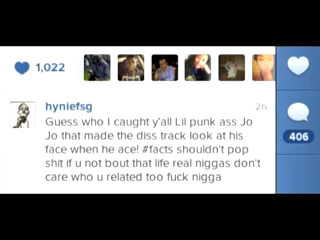 1,022
hyniefsg
2h
Guess who I caught y'all Lil punk ass Jo
Jo that made the diss track look at his
face when he ace! #facts shouldn't pop
shit if u not bout that life real niggas don't
care who u related too fuck nigga
406